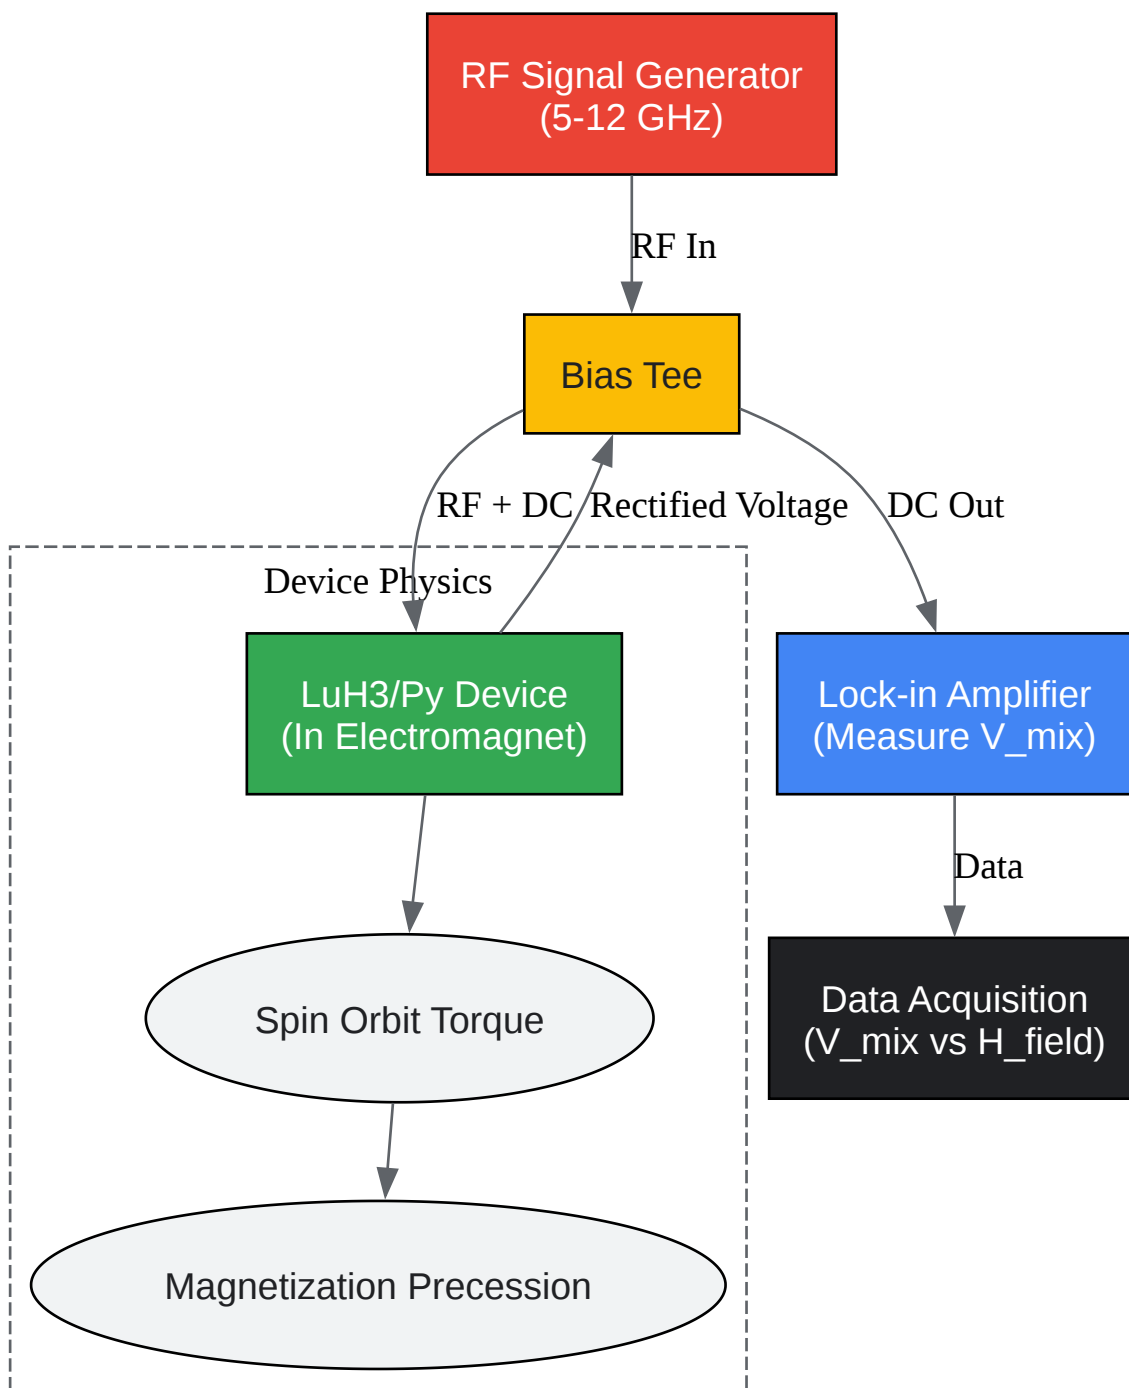 RF Signal Generator
(5-12 GHz)
RF In
Bias Tee
RF + DC
Rectified Voltage
DC Out
Device Physics
LuH3/Py Device
(In Electromagnet)
Lock-in Amplifier
(Measure V_mix)
Data
Spin Orbit Torque
Data Acquisition
(V_mix vs H_field)
Magnetization Precession